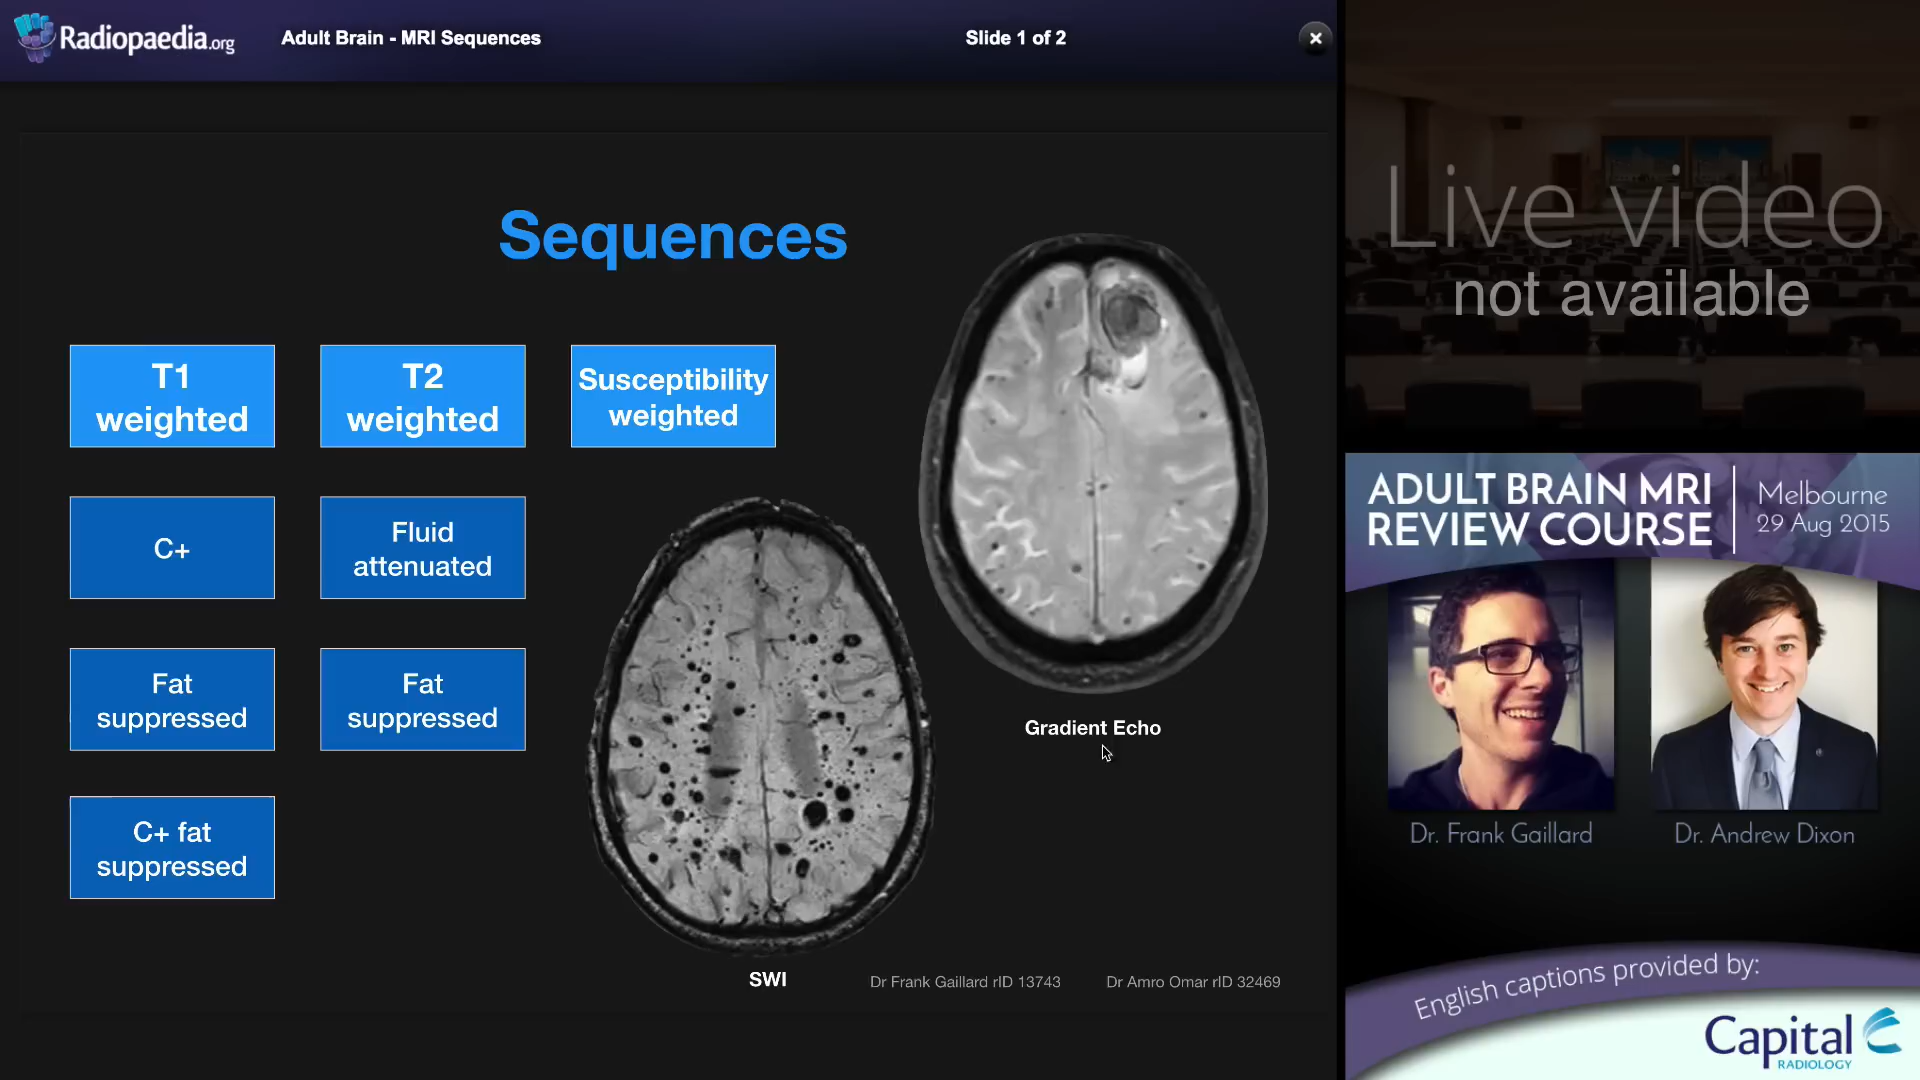 Radiopaedia.org
Adult Brain - MRI Sequences
Slide 1 of 2
Sequences
T1
weighted
T2
weighted
Susceptibility
weighted
C+
Fluid
attenuated
Fat
suppressed
Fat
suppressed
C+ fat
suppressed
Gradient Echo
SWI
Dr Frank Gaillard rID 13743
Dr Amro Omar rID 32469
Live video
not available
ADULT BRAIN MRI
REVIEW COURSE
Melbourne
29 Aug 2015
Dr. Frank Gaillard
Dr. Andrew Dixon
English captions provided by:
Capital
RADIOLOGY